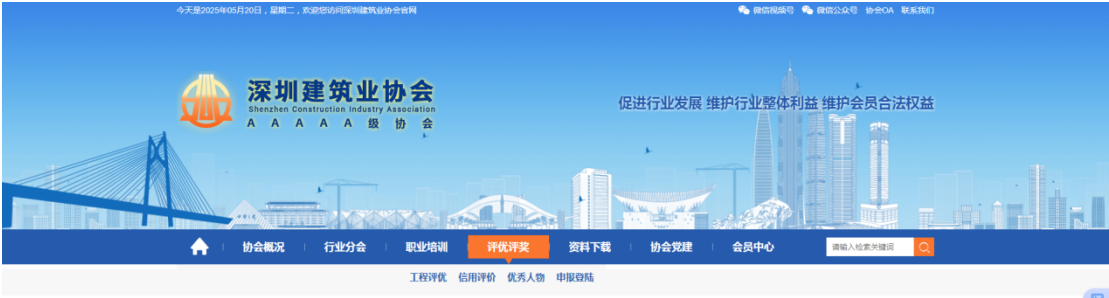 今天是2025年05月20日，星期二，欢迎您访问深圳建筑业协会官网
微信视频号 微信公众号 协会OA 联系我们
深圳建筑业协会
Shenzhen Construction Industry Association
AAAAA级协会
促进行业发展 维护行业整体利益 维护会员合法权益
协会概况 行业分会 职业培训 评优评奖 资料下载 协会党建 会员中心 请输入检索关键词
工程评优 信用评价 优秀人物 申报登陆